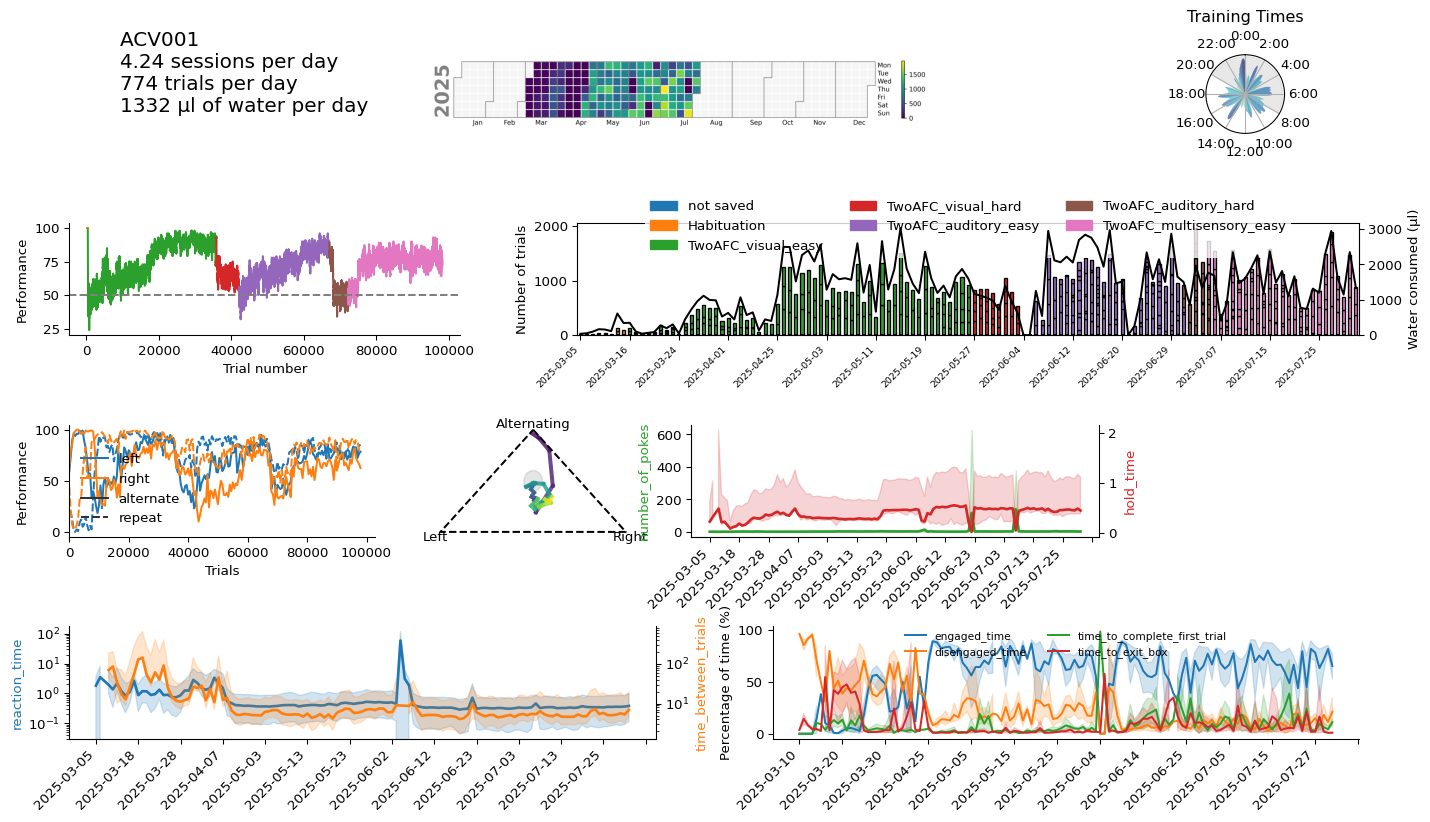 ACV001
4.24 sessions per day
774 trials per day
1332 µl of water per day
2025
Jan Feb Mar Apr May Jun Jul Aug Sep Oct Nov Dec
Mon
Tue
Wed
Thu
Fri
Sat
Sun
1500
1000
500
0
Training Times
0:00
2:00
4:00
6:00
8:00
10:00
12:00
14:00
16:00
18:00
20:00
22:00
Performance
100
75
50
25
0 20000 40000 60000 80000 100000
Trial number
not saved
Habituation
TwoAFC_visual_easy
TwoAFC_visual_hard
TwoAFC_auditory_easy
TwoAFC_auditory_hard
TwoAFC_multisensory_easy
Number of trials
2000
1000
0
3000
2000
1000
0
Water consumed (µl)
2025-03-05 2025-03-16 2025-03-24 2025-04-01 2025-04-25 2025-05-03 2025-05-11 2025-05-19 2025-05-27 2025-06-04 2025-06-12 2025-06-20 2025-06-29 2025-07-07 2025-07-15 2025-07-25
Performance
100
50
0
left
right
alternate
repeat
0 20000 40000 60000 80000 100000
Trials
Alternating
Left
Right
number_of_pokes
600
400
200
0
2
1
0
hold_time
2025-03-05 2025-03-18 2025-03-28 2025-04-07 2025-05-03 2025-05-13 2025-05-23 2025-06-02 2025-06-12 2025-06-23 2025-07-03 2025-07-13 2025-07-25
reaction_time
10²
10¹
10⁰
10⁻¹
10²
10¹
time_between_trials
2025-03-05 2025-03-18 2025-03-28 2025-04-07 2025-05-03 2025-05-13 2025-05-23 2025-06-02 2025-06-12 2025-06-23 2025-07-03 2025-07-13 2025-07-25
Percentage of time (%)
100
50
0
engaged_time
disengaged_time
time_to_complete_first_trial
time_to_exit_box
2025-03-10 2025-03-20 2025-03-30 2025-04-25 2025-05-05 2025-05-15 2025-05-25 2025-06-04 2025-06-14 2025-06-25 2025-07-05 2025-07-15 2025-07-27